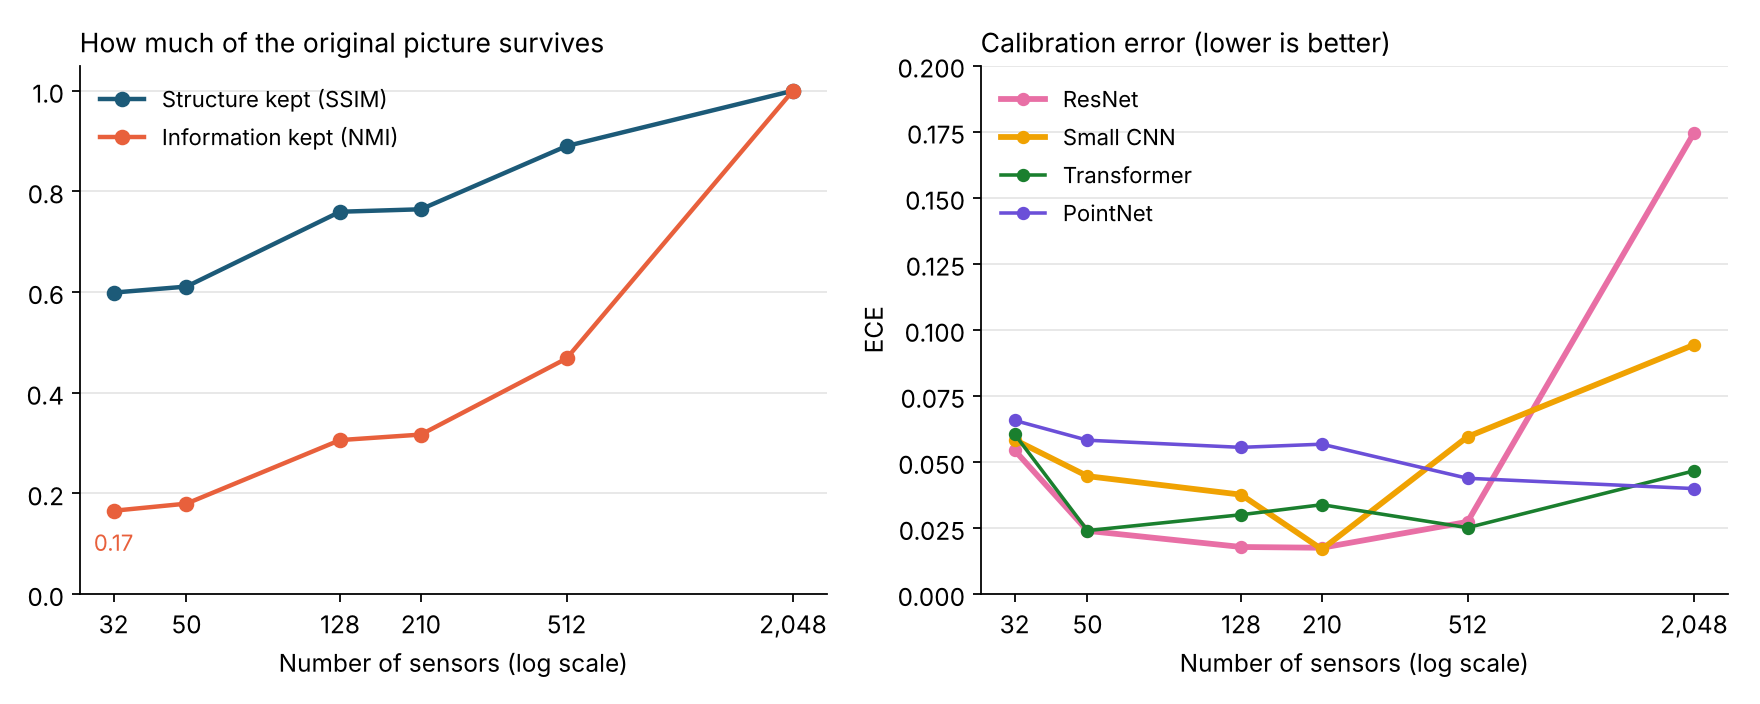 How much of the original picture survives
Structure kept (SSIM)
Information kept (NMI)
1.0
0.8
0.6
0.4
0.2
0.0
0.17
32 50 128 210 512 2,048
Number of sensors (log scale)
Calibration error (lower is better)
ResNet
Small CNN
Transformer
PointNet
ECE
0.200
0.175
0.150
0.125
0.100
0.075
0.050
0.025
0.000
32 50 128 210 512 2,048
Number of sensors (log scale)